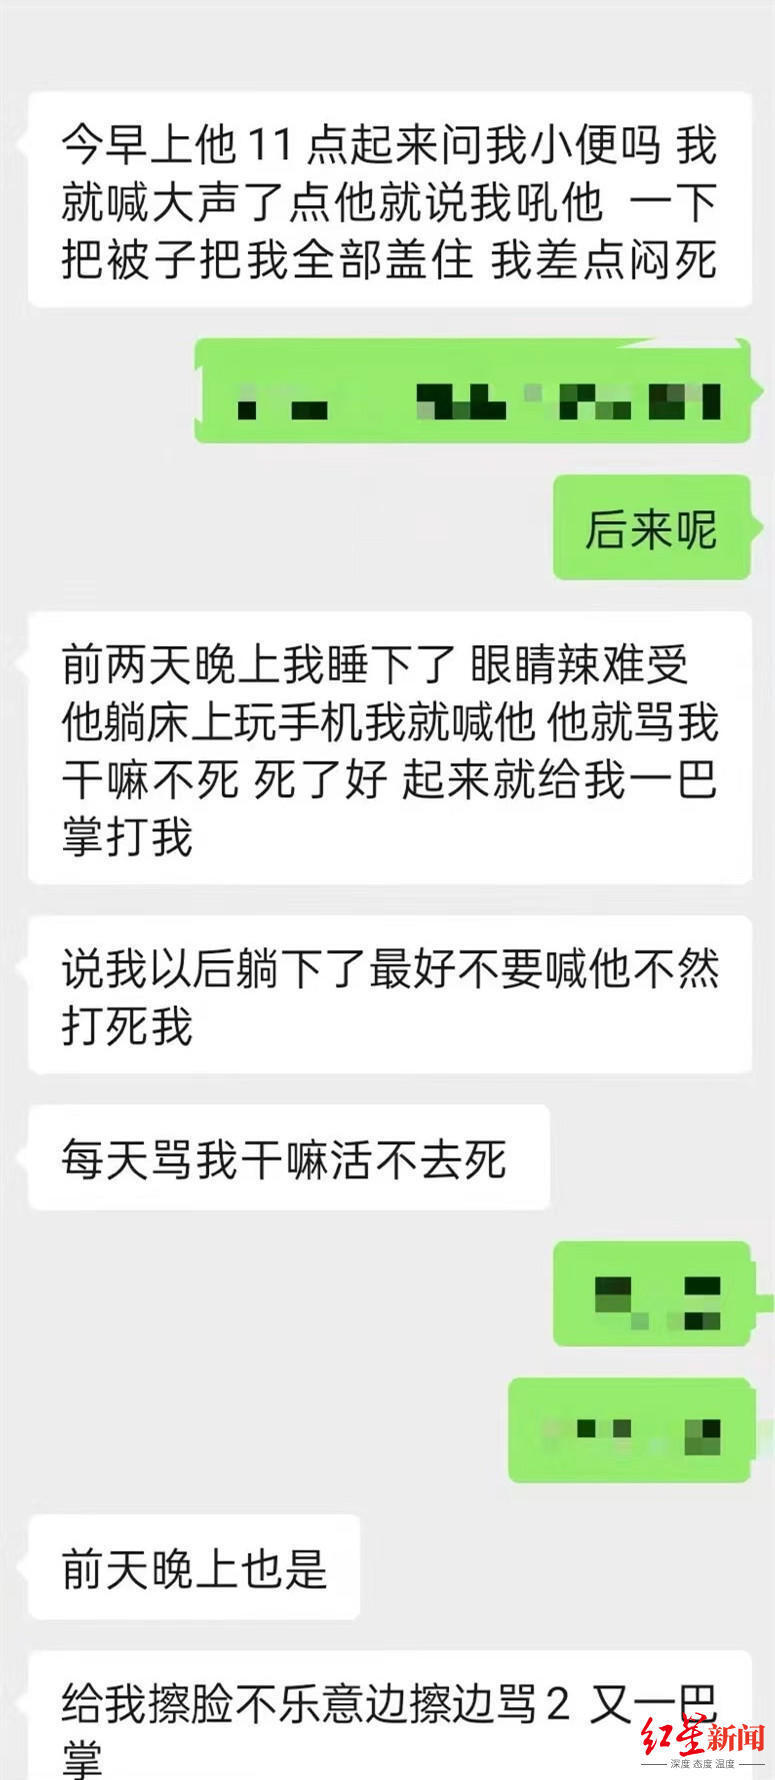 今早上他 11 点起来问我小便吗 我
就喊大声了点他就说我吼他 一下
把被子把我全部盖住 我差点闷死
后来呢
前两天晚上我睡下了 眼睛辣难受
他躺床上玩手机我就喊他 他就骂我
干嘛不死 死了好 起来就给我一巴
掌打我
说我以后躺下了最好不要喊他不然
打死我
每天骂我干嘛活不去死
前天晚上也是
给我擦脸不乐意边擦边骂 2 又一巴
掌
红星新闻
深度 态度 温度